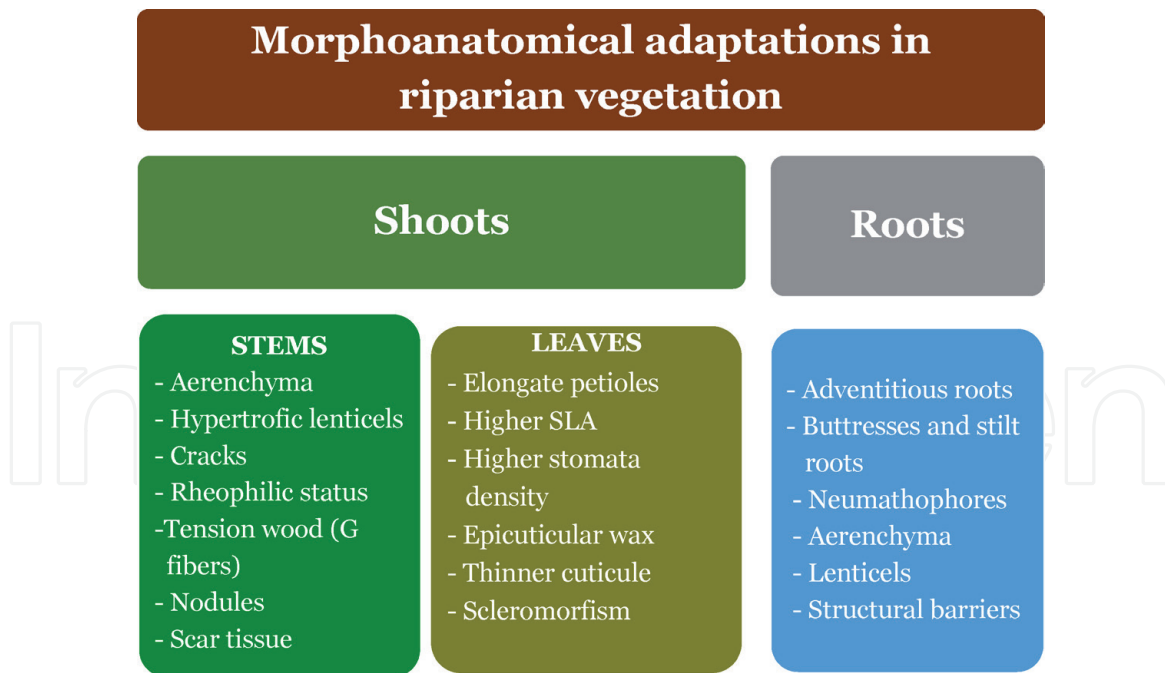 Morphoanatomical adaptations in
riparian vegetation
Shoots
Roots
STEMS
- Aerenchyma
- Hypertrofic lenticels
- Cracks
- Rheophilic status
-Tension wood (G
fibers)
- Nodules
- Scar tissue
LEAVES
- Elongate petioles
- Higher SLA
- Higher stomata
density
- Epicuticular wax
- Thinner cuticule
- Scleromorfism
- Adventitious roots
- Buttresses and stilt
roots
- Neumathophores
- Aerenchyma
- Lenticels
- Structural barriers